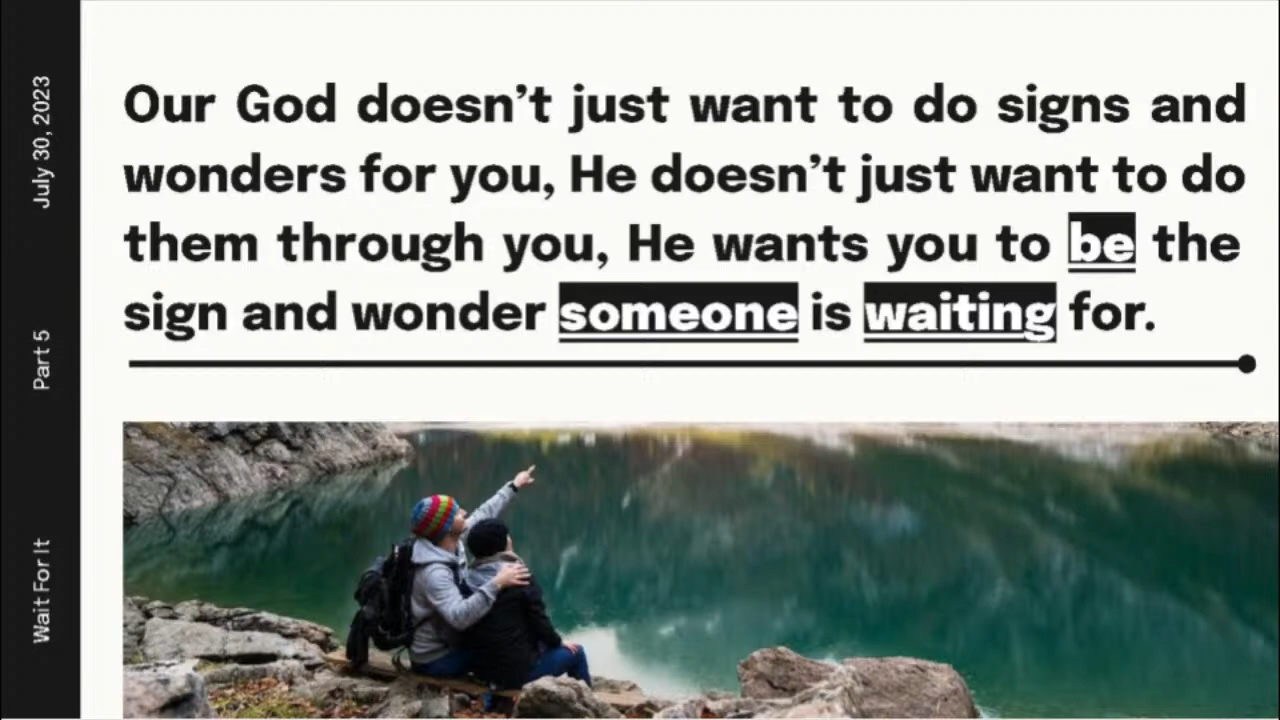 Our God doesn’t just want to do signs and
wonders for you, He doesn’t just want to do
them through you, He wants you to be the
sign and wonder someone is waiting for.
July 30, 2023
Part 5
Wait For It